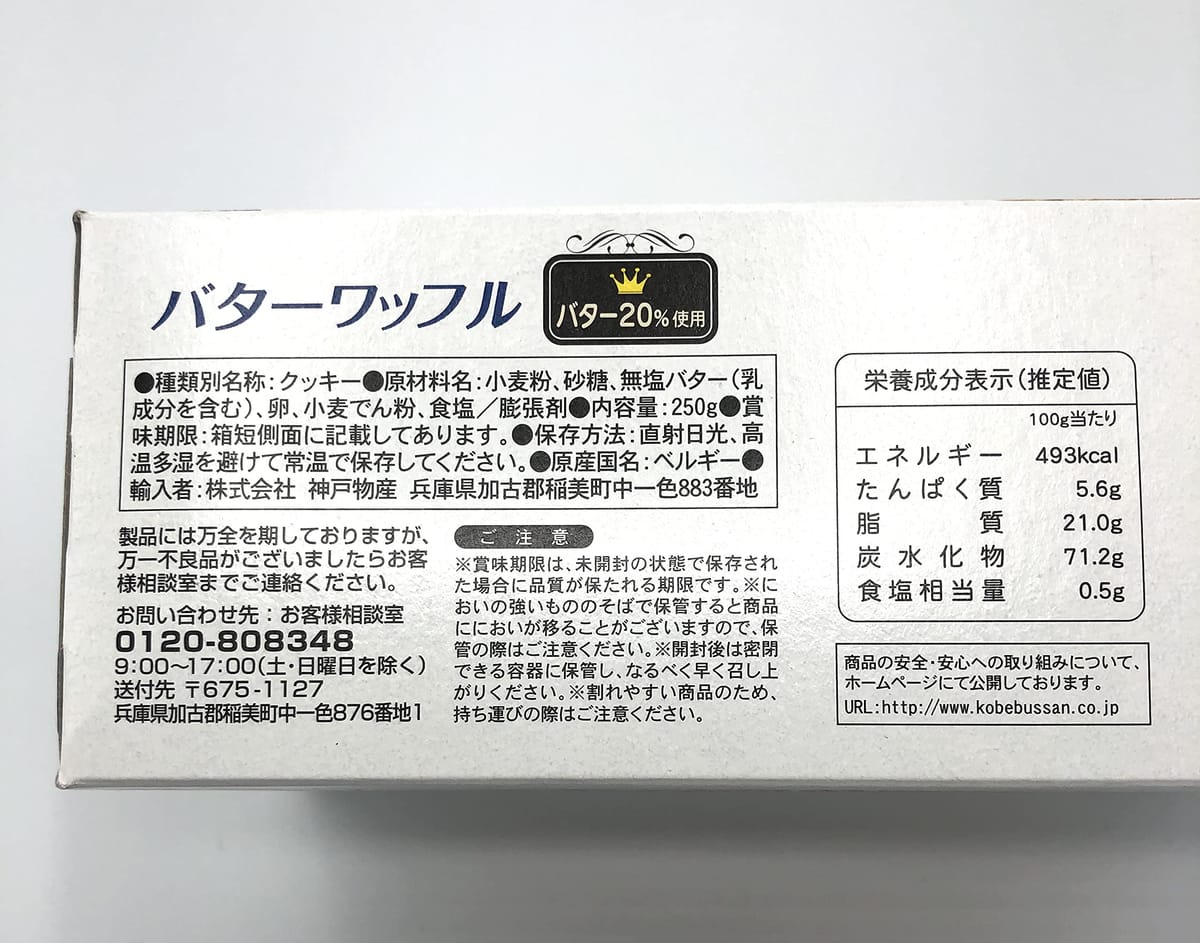 バターワッフル
バター20%使用
●種類別名称:クッキー●原材料名:小麦粉、砂糖、無塩バター(乳
成分を含む)、卵、小麦でん粉、食塩/膨張剤●内容量:250g●賞
味期限:箱短側面に記載してあります。●保存方法:直射日光、高
温多湿を避けて常温で保存してください。●原産国名:ベルギー●
輸入者:株式会社 神戸物産 兵庫県加古郡稲美町中一色883番地
製品には万全を期しておりますが、
万一不良品がございましたらお客
様相談室までご連絡ください。
お問い合わせ先:お客様相談室
0120-808348
9:00〜17:00(土・日曜日を除く)
送付先 〒675-1127
兵庫県加古郡稲美町中一色876番地1
ご注意
※賞味期限は、未開封の状態で保存され
た場合に品質が保たれる期限です。※に
おいの強いもののそばで保管すると商品
ににおいが移ることがございますので、保
管の際はご注意ください。※開封後は密閉
できる容器に保管し、なるべく早く召し上
がりください。※割れやすい商品のため、
持ち運びの際はご注意ください。
栄養成分表示(推定値)
100g当たり
エネルギー 493kcal
たんぱく質 5.6g
脂質 21.0g
炭水化物 71.2g
食塩相当量 0.5g
商品の安全・安心への取り組みについて、
ホームページにて公開しております。
URL:http://www.kobebussan.co.jp